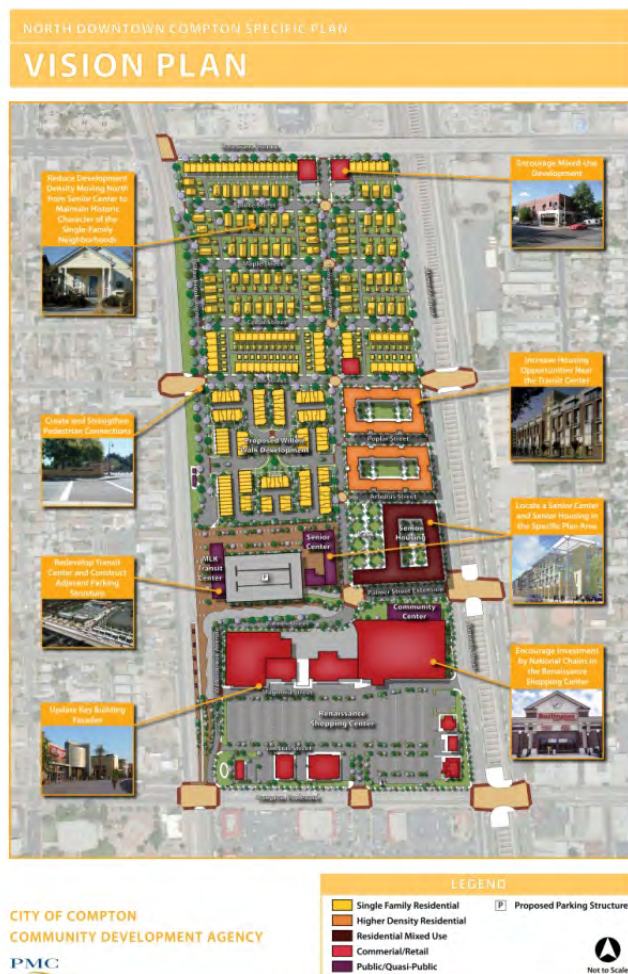 NORTH DOWNTOWN COMPTON SPECIFIC PLAN
VISION PLAN
Reduce Development
Density Moving North
from Senior Center to
Maintain Historic
Character of the
Single-Family
Neighborhoods
Encourage Mixed-Use
Development
Maple Street
Increase Housing
Opportunities Near
the Transit Center
Create and Strengthen
Pedestrian Connections
Proposed Willow
Walk Development
Poplar Street
Arbutus Street
Locate a Senior Center
and Senior Housing in
the Specific Plan Area
Senior
Center
Senior
Housing
MLK
Transit
Center
P
Redevelop Transit
Center and Construct
Adjacent Parking
Structure
Palmer Street Extension
Community
Center
Encourage Investment
by National Chains in
the Renaissance
Shopping Center
Update Key Building
Facades
Renaissance
Shopping Center
LEGEND
Single Family Residential
Higher Density Residential
Residential Mixed Use
Commerial/Retail
Public/Quasi-Public
P Proposed Parking Structure
Not to Scale
CITY OF COMPTON
COMMUNITY DEVELOPMENT AGENCY
PMC